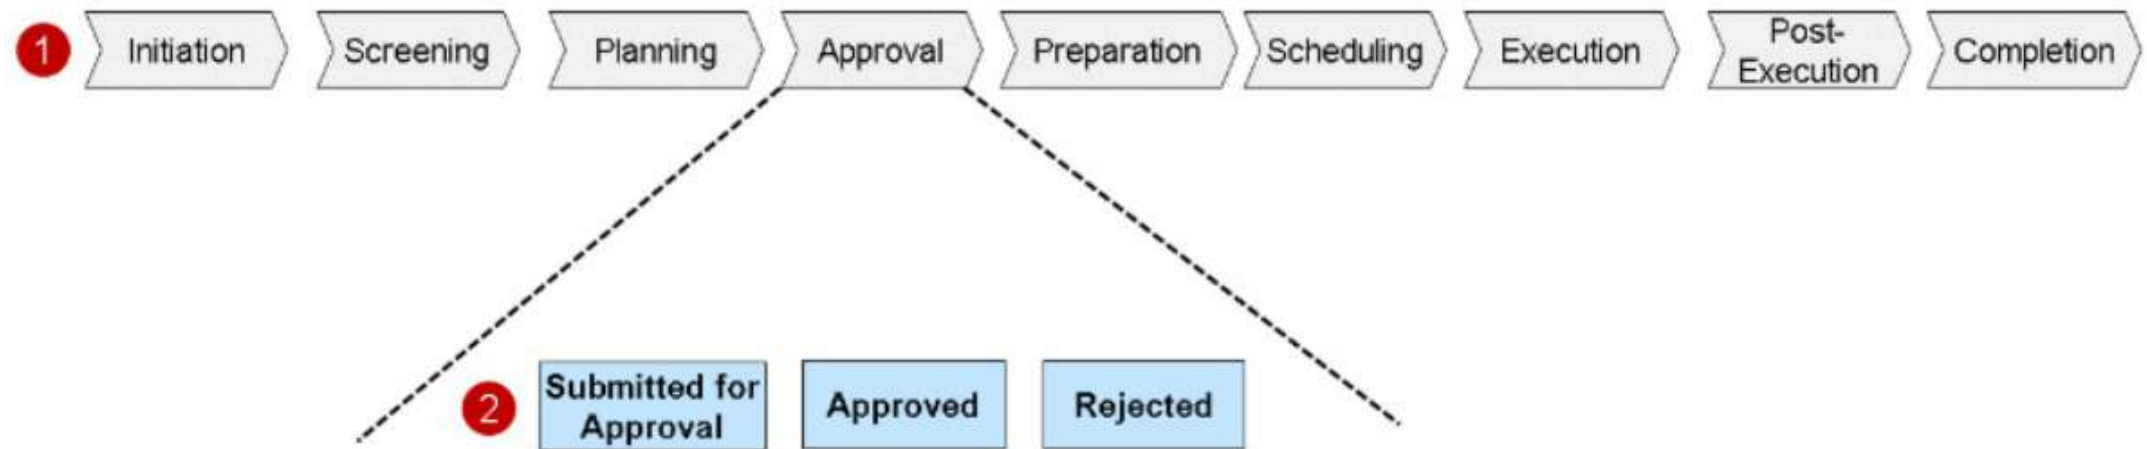 1 Initiation Screening Planning Approval Preparation Scheduling Execution Post-
Execution Completion
2 Submitted for
Approval Approved Rejected